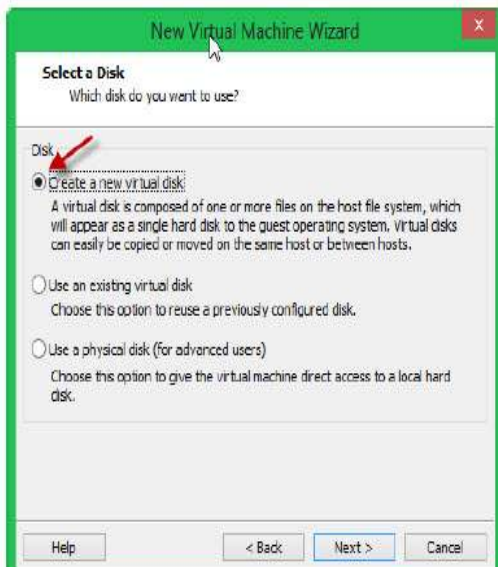 New Virtual Machine Wizard
x
Select a Disk
Which disk do you want to use?
Disk
Create a new virtual disk
A virtual disk is composed of one or more files on the host file system, which
will appear as a single hard disk to the guest operating system. Virtual disks
can easily be copied or moved on the same host or between hosts.
Use an existing virtual disk
Choose this option to reuse a previously configured disk.
Use a physical disk (for advanced users)
Choose this option to give the virtual machine direct access to a local hard
disk.
Help
< Back
Next >
Cancel